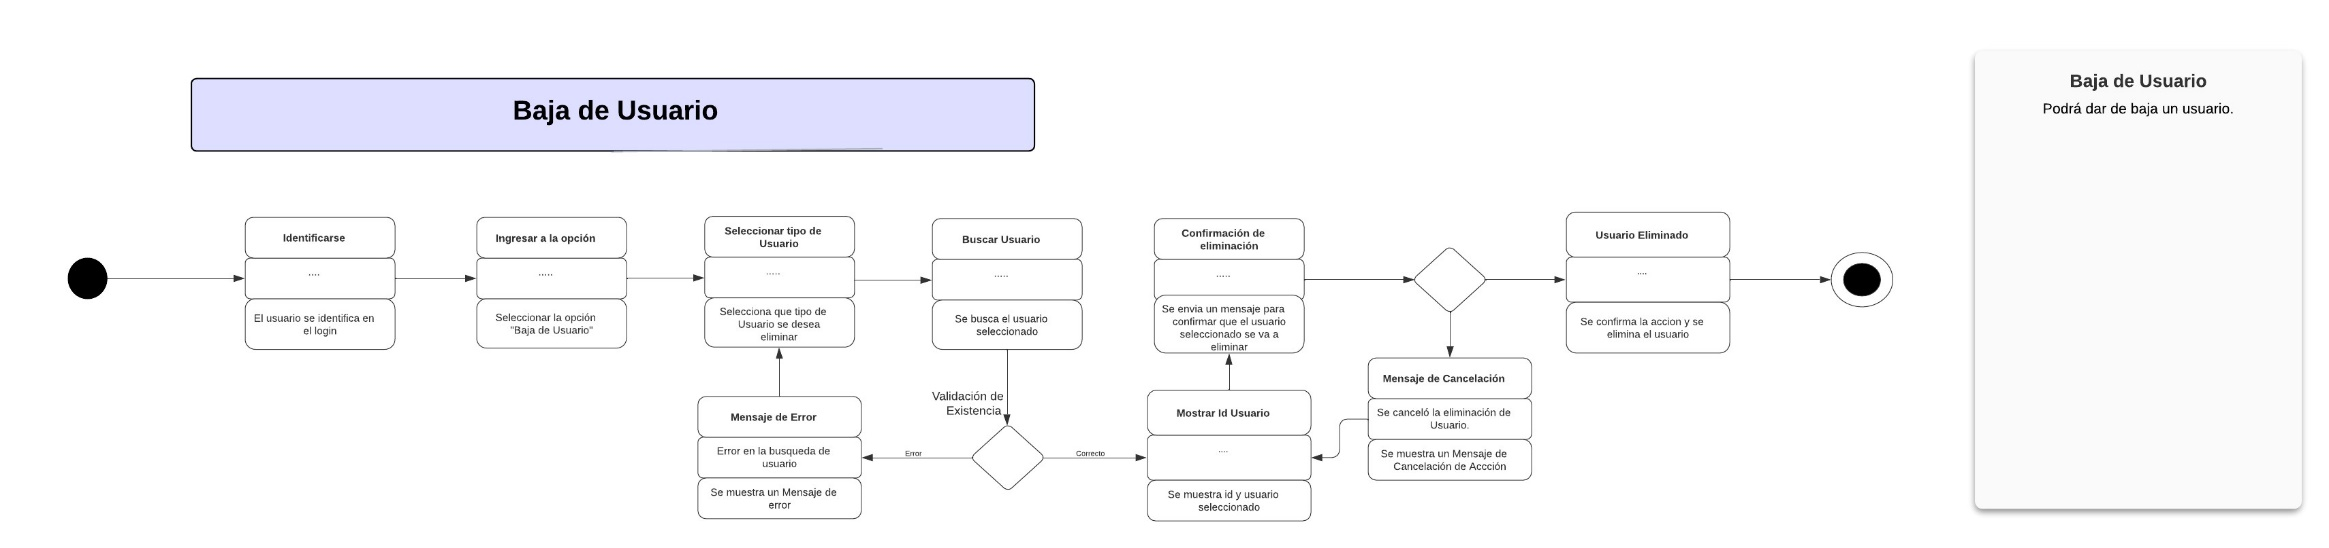 Baja de Usuario
Baja de Usuario
Podrá dar de baja un usuario.
Identificarse
....
El usuario se identifica en
el login
Ingresar a la opción
.....
Seleccionar la opción
"Baja de Usuario"
Seleccionar tipo de
Usuario
.....
Selecciona que tipo de
Usuario se desea
eliminar
Buscar Usuario
.....
Se busca el usuario
seleccionado
Validación de
Existencia
Error
Correcto
Mensaje de Error
Error en la busqueda de
usuario
Se muestra un Mensaje de
error
Mostrar Id Usuario
....
Se muestra id y usuario
seleccionado
Confirmación de
eliminación
.....
Se envia un mensaje para
confirmar que el usuario
seleccionado se va a
eliminar
Mensaje de Cancelación
Se canceló la eliminación de
Usuario.
Se muestra un Mensaje de
Cancelación de Accción
Usuario Eliminado
....
Se confirma la accion y se
elimina el usuario